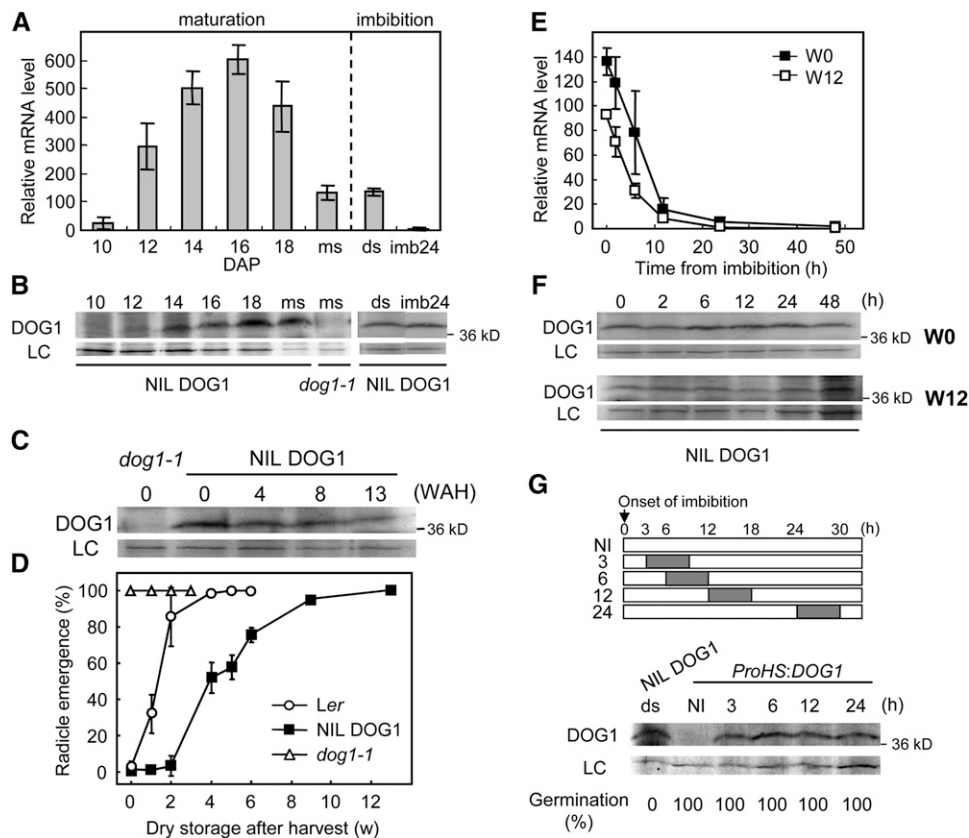 A
maturation imbibition
Relative mRNA level
600
500
400
300
200
100
0
10 12 14 16 18 ms ds imb24
DAP
B
10 12 14 16 18 ms ms ds imb24
DOG1
- 36 kD
LC
NIL DOG1 dog1-1 NIL DOG1
C
dog1-1 NIL DOG1
0 0 4 8 13 (WAH)
DOG1
- 36 kD
LC
D
Radicle emergence (%)
100
80
60
40
20
0
Ler
NIL DOG1
dog1-1
0 2 4 6 8 10 12
Dry storage after harvest (w)
E
Relative mRNA level
140
120
100
80
60
40
20
0
W0
W12
0 10 20 30 40 50
Time from imbibition (h)
F
0 2 6 12 24 48 (h)
DOG1
- 36 kD
W0
LC
DOG1
- 36 kD
W12
LC
NIL DOG1
G
Onset of imbibition
0 3 6 12 18 24 30 (h)
NI
3
6
12
24
NIL DOG1 ProHS:DOG1
ds NI 3 6 12 24 (h)
DOG1
- 36 kD
LC
Germination 0 100 100 100 100 100
(%)